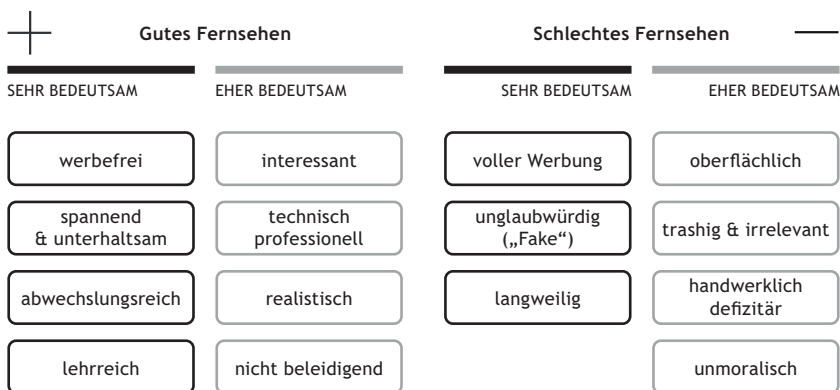 Gutes Fernsehen
Schlechtes Fernsehen
SEHR BEDEUTSAM
EHER BEDEUTSAM
SEHR BEDEUTSAM
EHER BEDEUTSAM
werbefrei
interessant
voller Werbung
oberflächlich
spannend
& unterhaltsam
technisch
professionell
unglaubwürdig
(„Fake“)
trashig & irrelevant
abwechslungsreich
realistisch
langweilig
handwerklich
defizitär
lehrreich
nicht beleidigend
unmoralisch